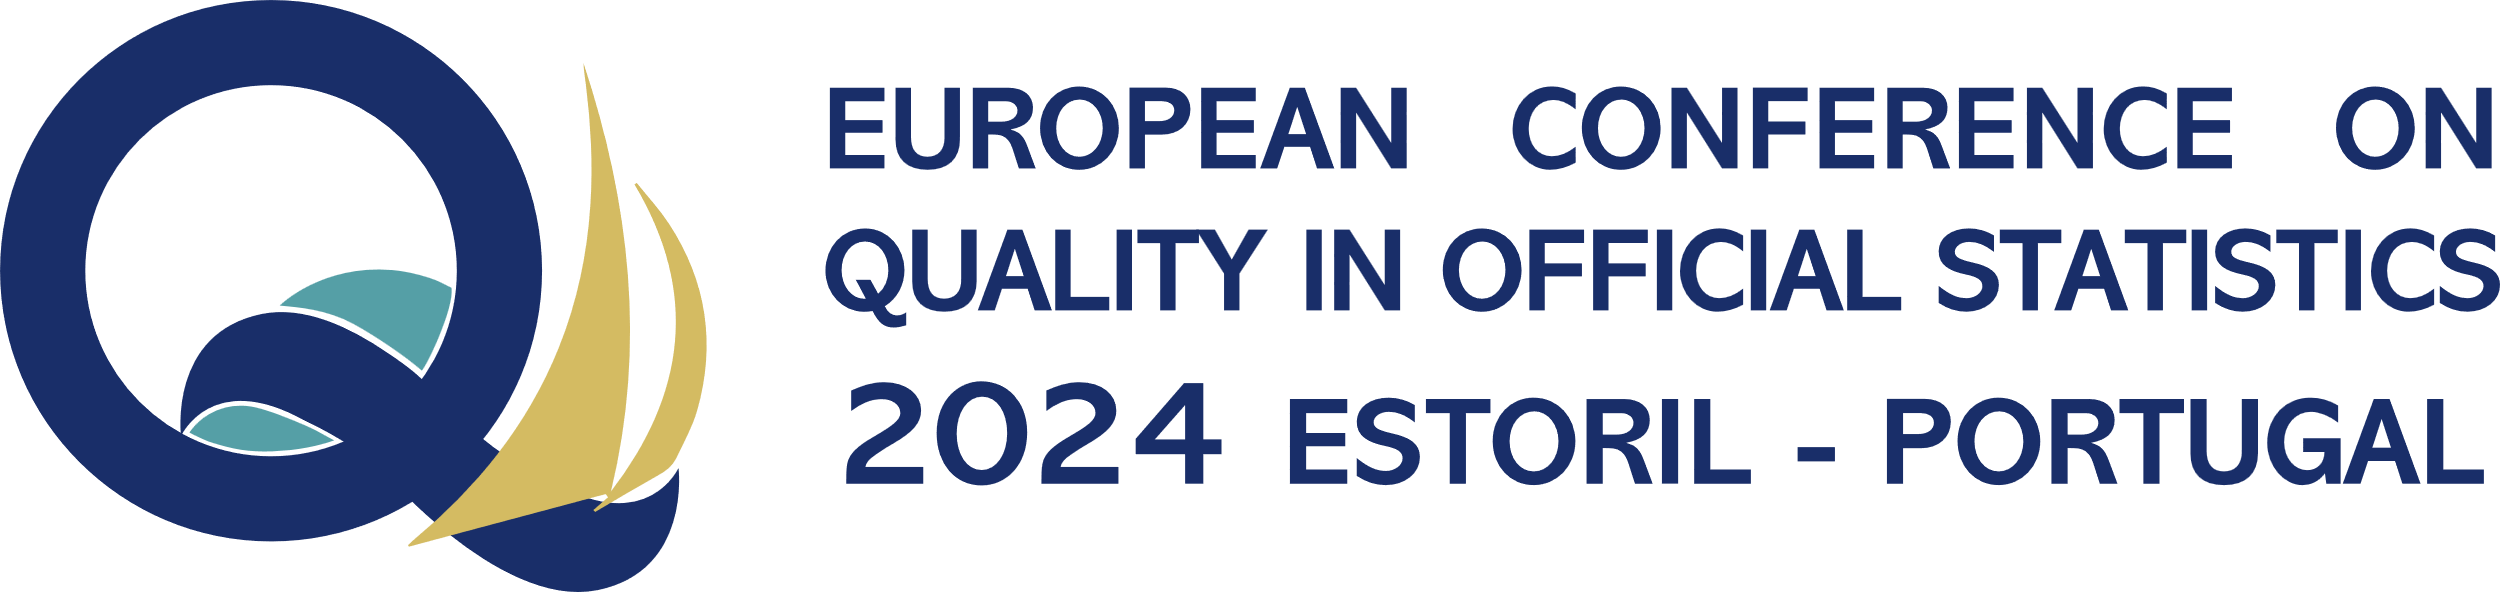 EUROPEAN CONFERENCE ON
QUALITY IN OFFICIAL STATISTICS
2024 ESTORIL - PORTUGAL